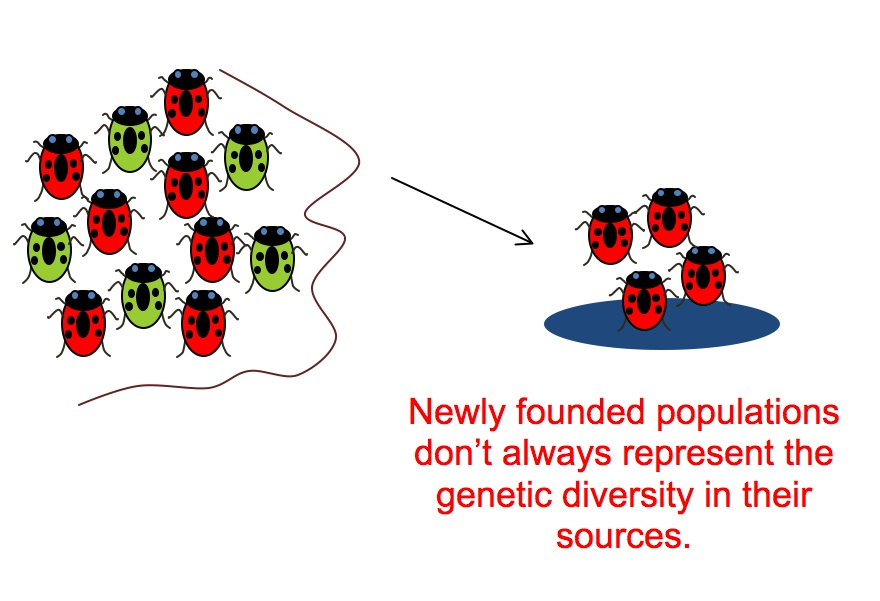 Newly founded populations
don’t always represent the
genetic diversity in their
sources.